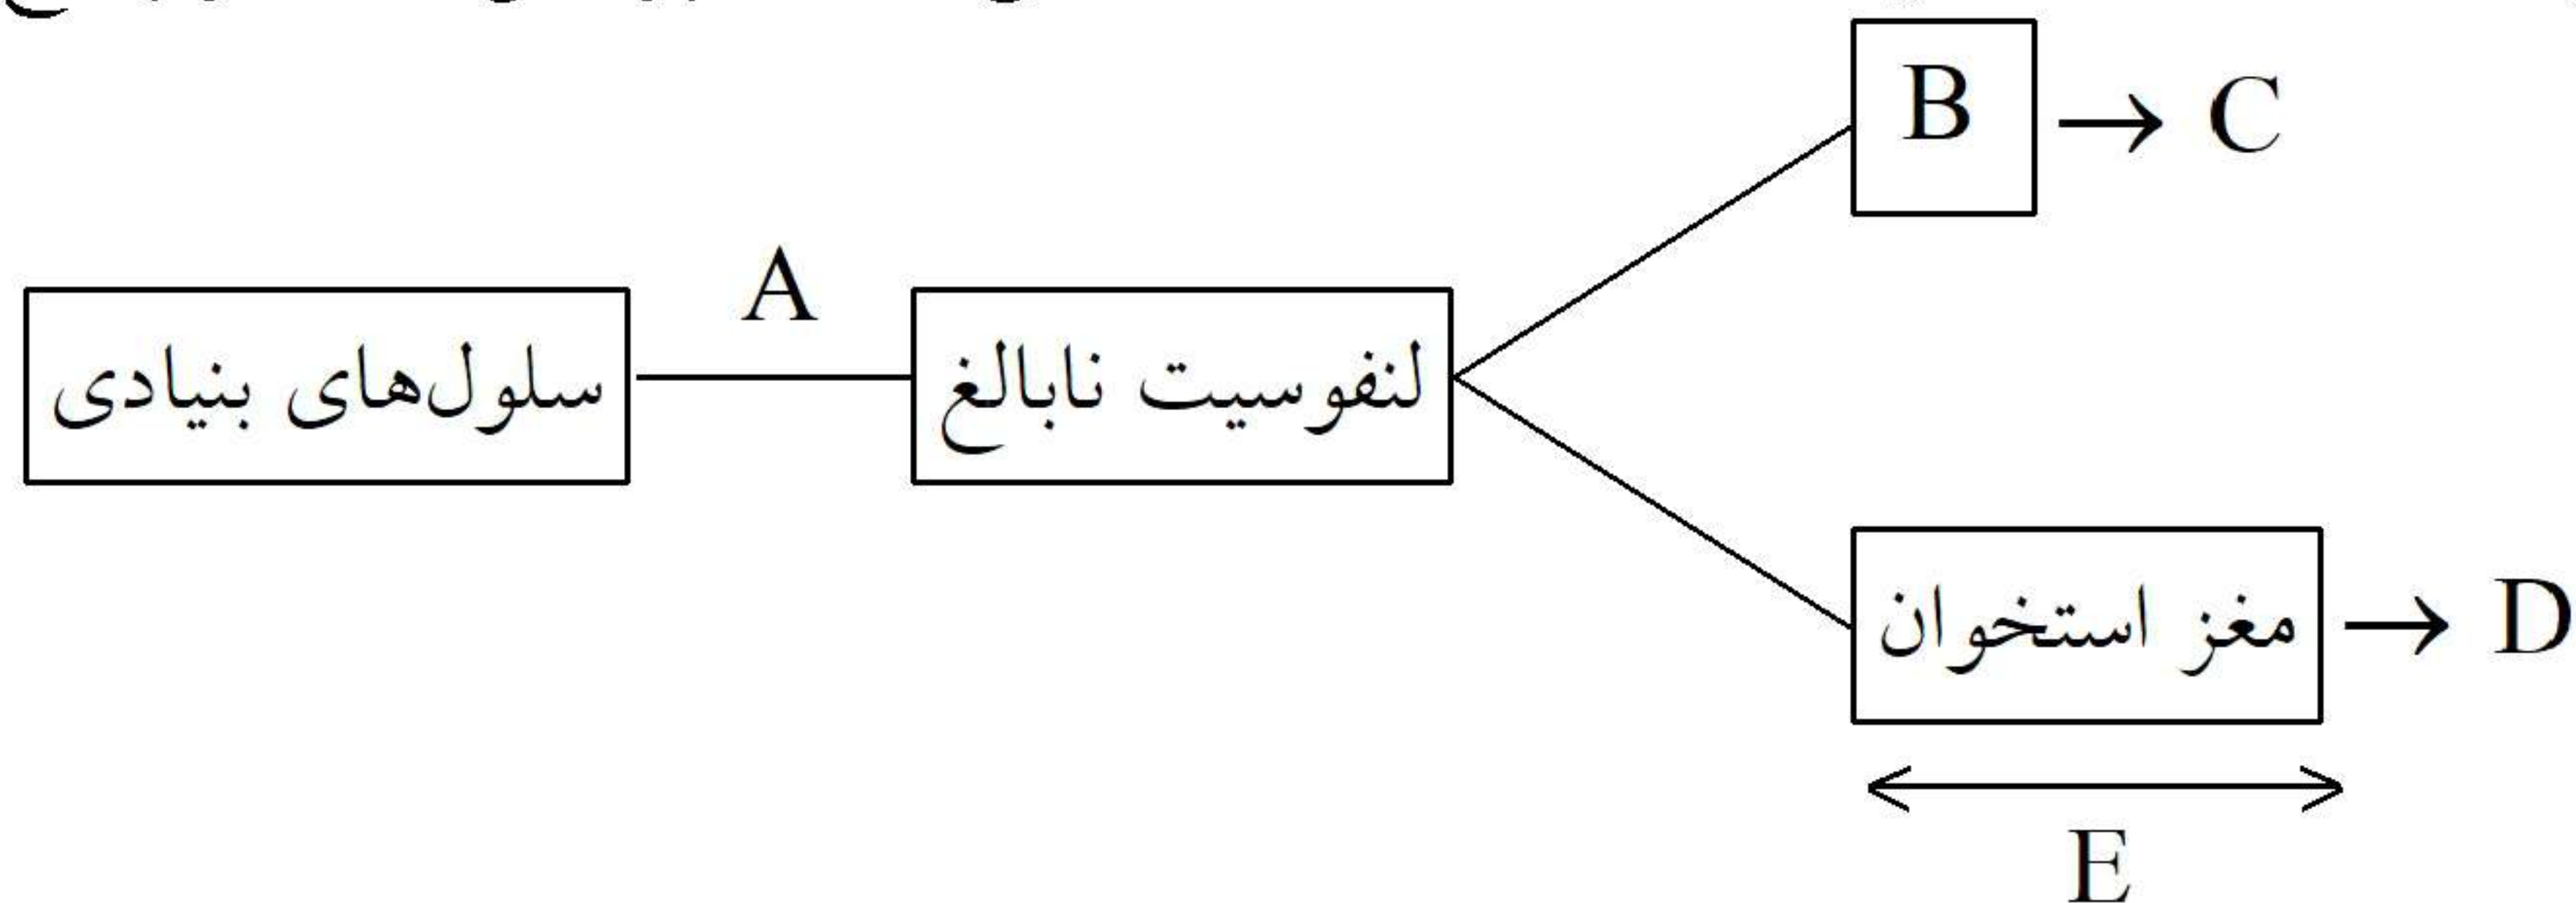 B → C
A
سلول‌های بنیادی
لنفوسیت نابالغ
مغز استخوان → D
E